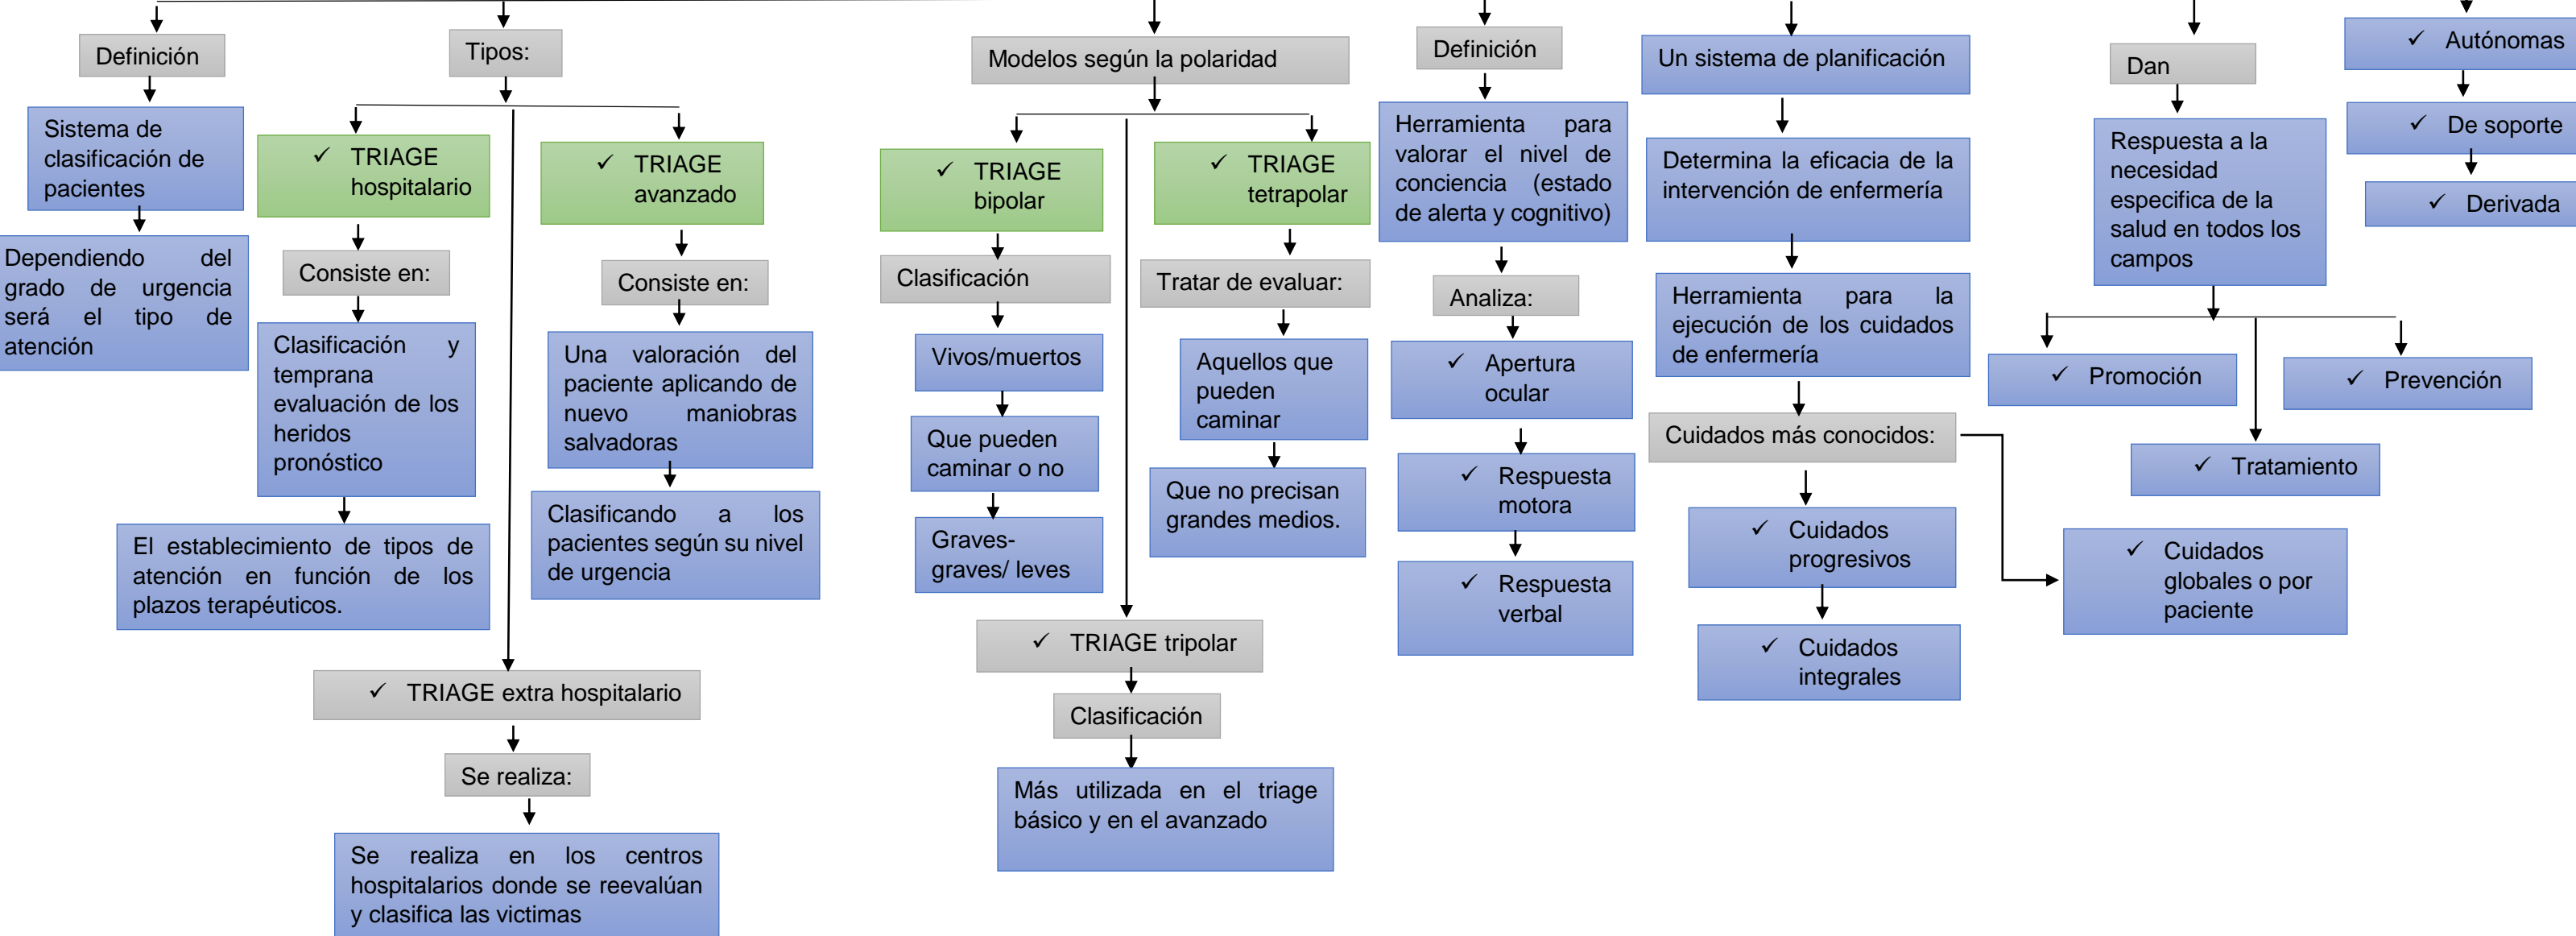 Definición
Sistema de
clasificación de
pacientes
Dependiendo del
grado de urgencia
será el tipo de
atención
Tipos:
✓ TRIAGE
hospitalario
Consiste en:
Clasificación y
temprana
evaluación de los
heridos
pronóstico
El establecimiento de tipos de
atención en función de los
plazos terapéuticos.
✓ TRIAGE
avanzado
Consiste en:
Una valoración del
paciente aplicando de
nuevo maniobras
salvadoras
Clasificando a los
pacientes según su nivel
de urgencia
✓ TRIAGE extra hospitalario
Se realiza:
Se realiza en los centros
hospitalarios donde se reevalúan
y clasifica las victimas
Modelos según la polaridad
✓ TRIAGE
bipolar
Clasificación
Vivos/muertos
Que pueden
caminar o no
Graves-
graves/ leves
✓ TRIAGE
tetrapolar
Tratar de evaluar:
Aquellos que
pueden
caminar
Que no precisan
grandes medios.
✓ TRIAGE tripolar
Clasificación
Más utilizada en el triage
básico y en el avanzado
Definición
Herramienta para
valorar el nivel de
conciencia (estado
de alerta y cognitivo)
Analiza:
✓ Apertura
ocular
✓ Respuesta
motora
✓ Respuesta
verbal
Un sistema de planificación
Determina la eficacia de la
intervención de enfermería
Herramienta para la
ejecución de los cuidados
de enfermería
Cuidados más conocidos:
✓ Cuidados
progresivos
✓ Cuidados
integrales
✓ Cuidados
globales o por
paciente
Dan
Respuesta a la
necesidad
especifica de la
salud en todos los
campos
✓ Promoción
✓ Prevención
✓ Tratamiento
✓ Autónomas
✓ De soporte
✓ Derivada